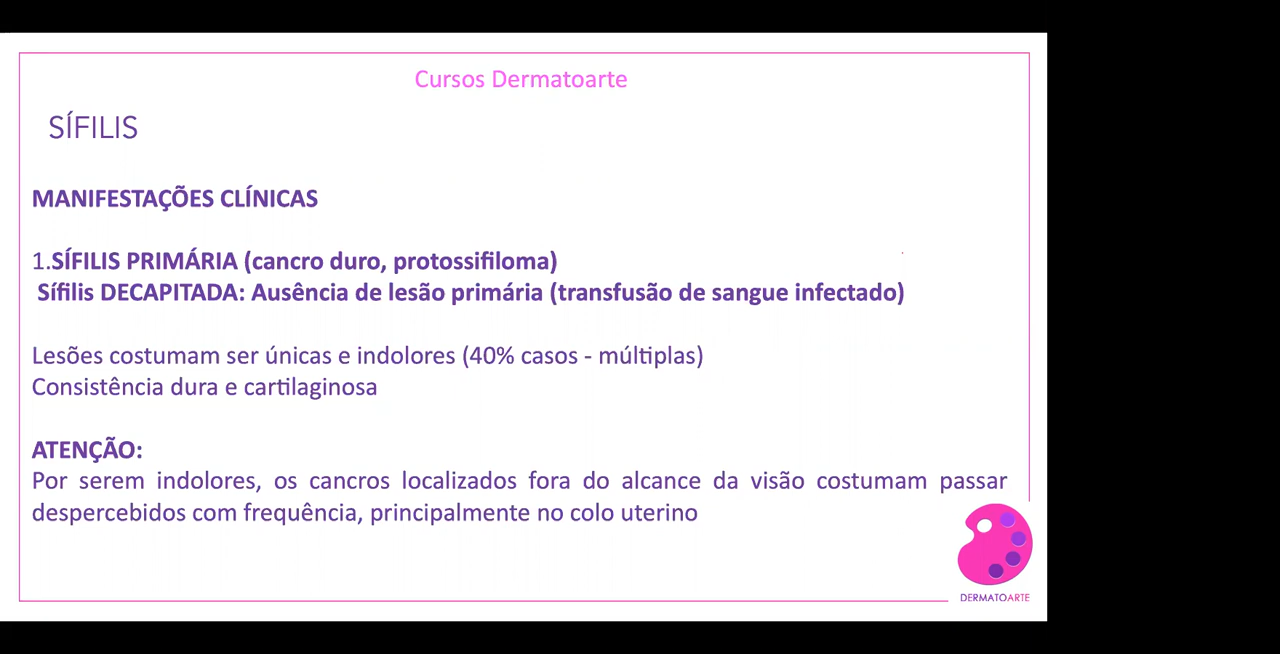 Cursos Dermatoarte
SÍFILIS
MANIFESTAÇÕES CLÍNICAS
1.SÍFILIS PRIMÁRIA (cancro duro, protossifiloma)
Sífilis DECAPITADA: Ausência de lesão primária (transfusão de sangue infectado)
Lesões costumam ser únicas e indolores (40% casos - múltiplas)
Consistência dura e cartilaginosa
ATENÇÃO:
Por serem indolores, os cancros localizados fora do alcance da visão costumam passar
despercebidos com frequência, principalmente no colo uterino
DERMATOARTE